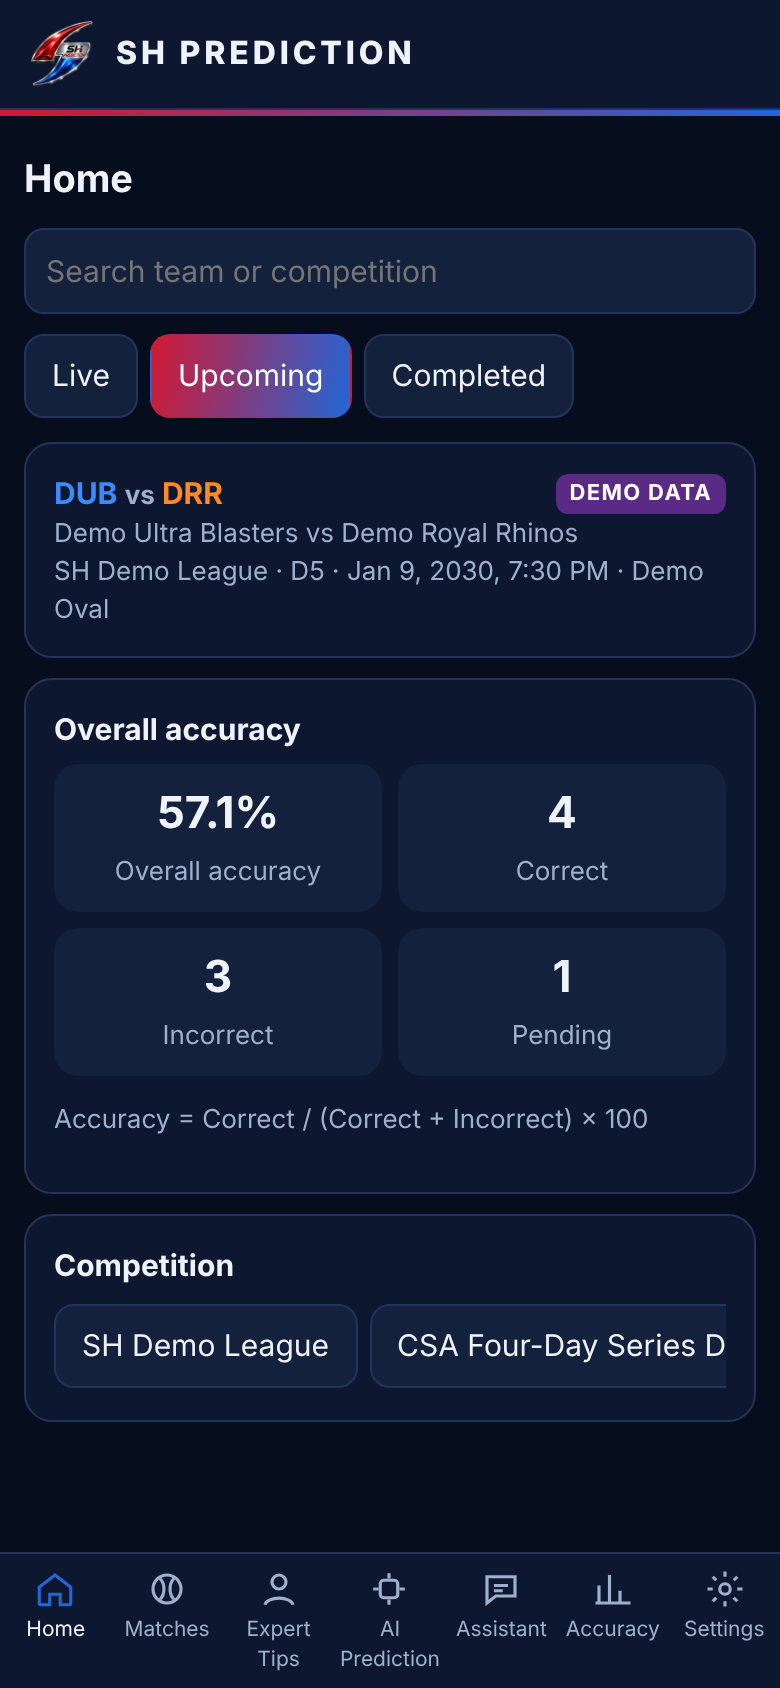 SH
SH PREDICTION
Home
Search team or competition
Live
Upcoming
Completed
DUB vs DRR
DEMO DATA
Demo Ultra Blasters vs Demo Royal Rhinos
SH Demo League · D5 · Jan 9, 2030, 7:30 PM · Demo
Oval
Overall accuracy
57.1%
Overall accuracy
4
Correct
3
Incorrect
1
Pending
Accuracy = Correct / (Correct + Incorrect) × 100
Competition
SH Demo League
CSA Four-Day Series D
Home
Matches
Expert
Tips
AI
Prediction
Assistant
Accuracy
Settings